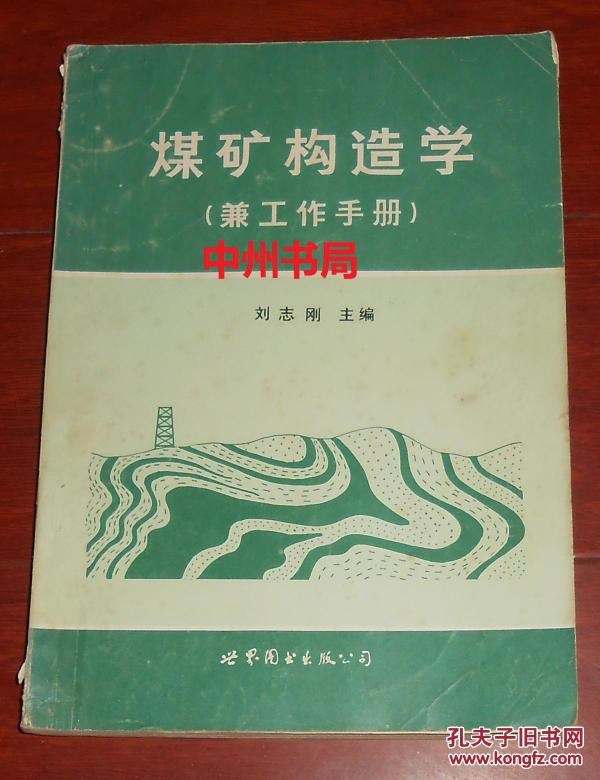 煤矿构造学
(兼工作手册)
中州书局
刘志刚 主编
世界图书出版公司
孔夫子旧书网
www.kongfz.com